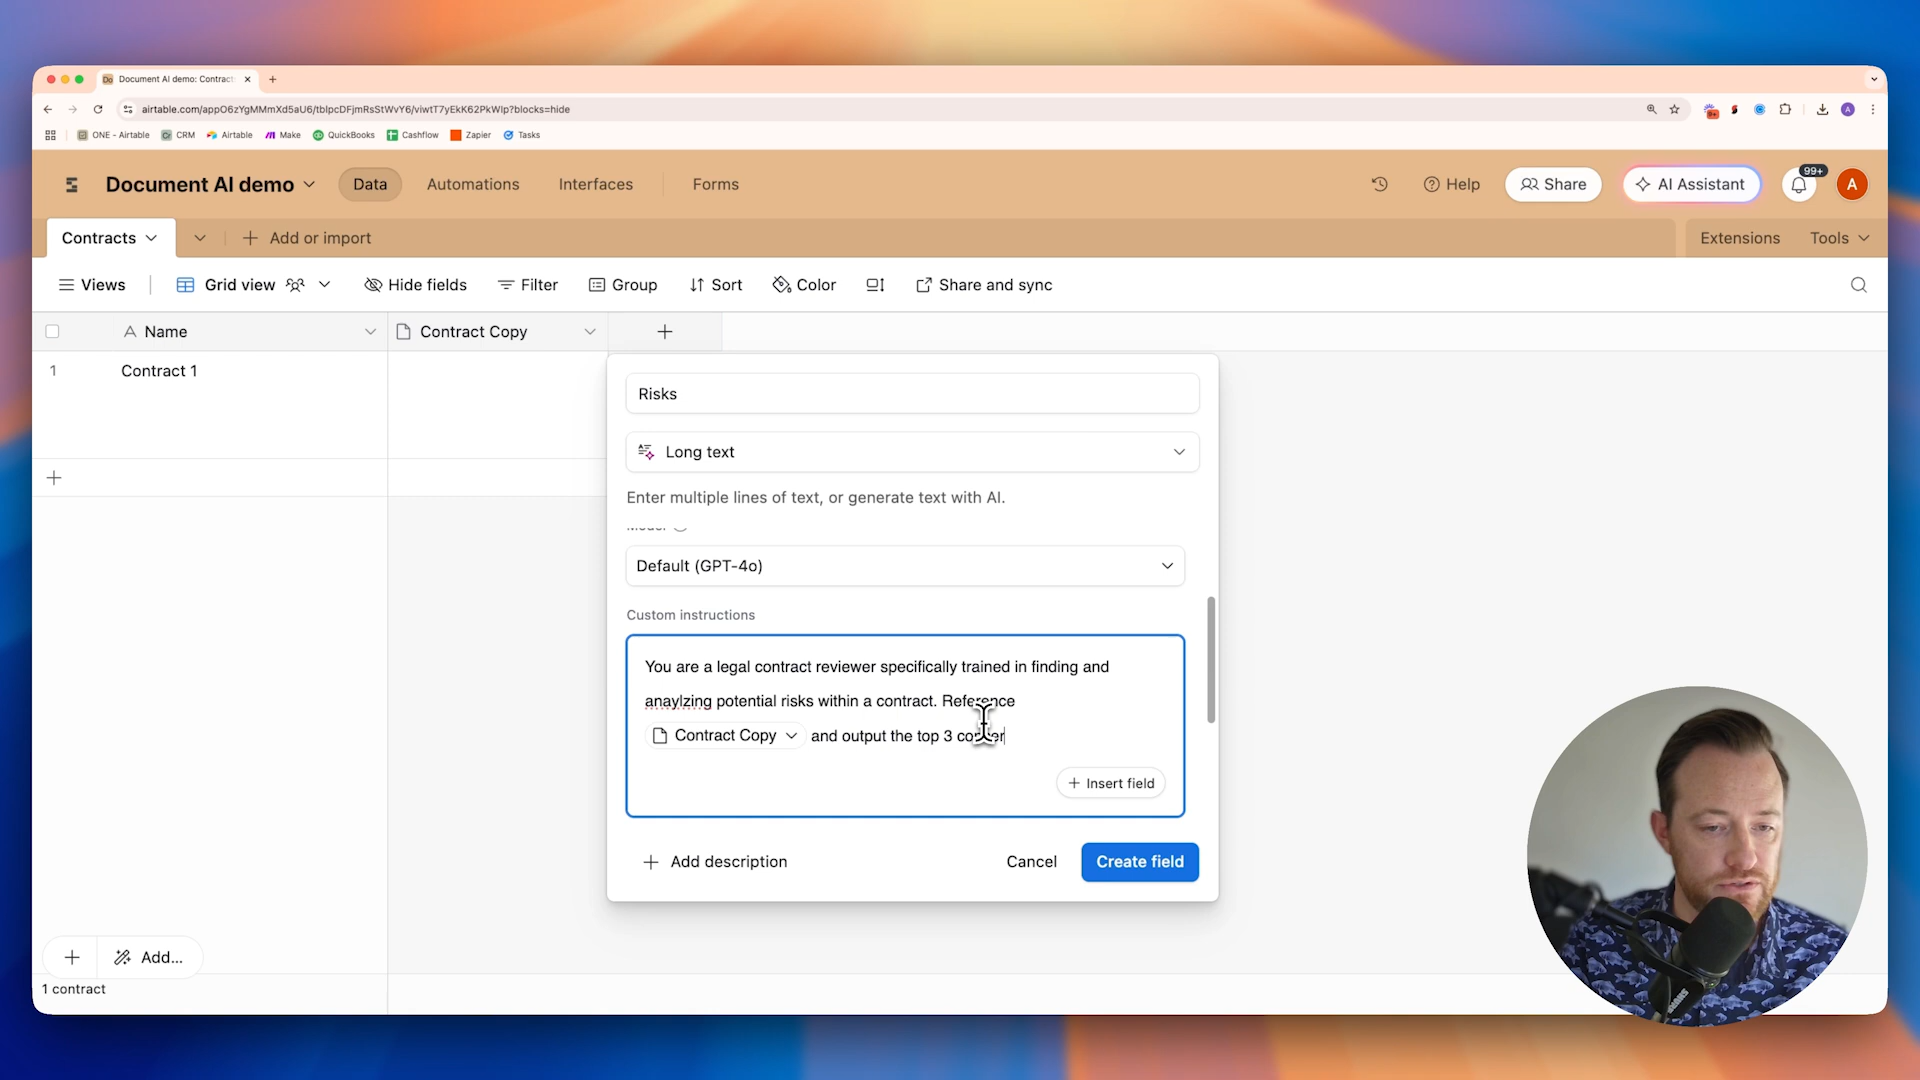 Document AI demo: Contract
airtable.com/appO6zYgMMmXd5aU6/tblpcDFjmRsStWvY6/viwtT7yEkK62PkWlp?blocks=hide
9+
A
ONE - Airtable
CRM
Airtable
Make
QuickBooks
Cashflow
Zapier
Tasks
Document AI demo
Data
Automations
Interfaces
Forms
Help
Share
AI Assistant
99+
A
Contracts
Add or import
Extensions
Tools
Views
Grid view
Hide fields
Filter
Group
Sort
Color
Share and sync
Name
Contract Copy
1
Contract 1
Risks
Long text
Enter multiple lines of text, or generate text with AI.
Default (GPT-4o)
Custom instructions
You are a legal contract reviewer specifically trained in finding and
anaylzing potential risks within a contract. Reference
Contract Copy and output the top 3
Insert field
Add description
Cancel
Create field
Add...
1 contract